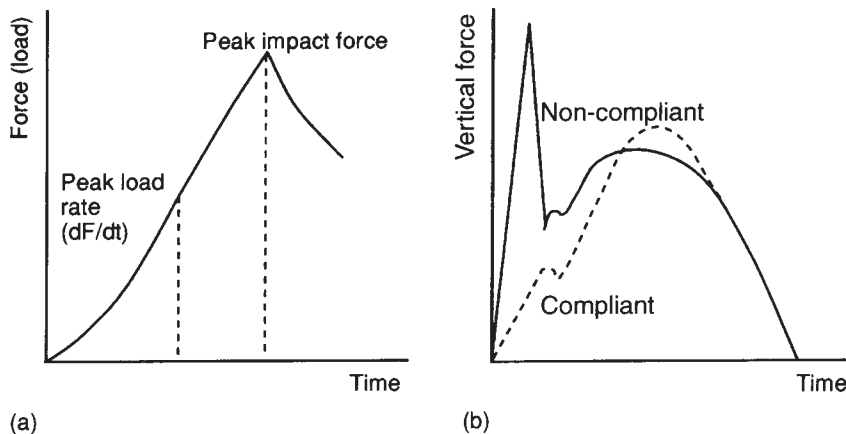 Force (load)
Peak impact force
Peak load
rate
(dF/dt)
Time
(a)
Vertical force
Non-compliant
Compliant
Time
(b)